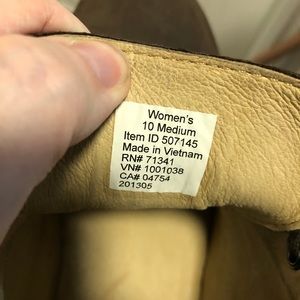 Women's
10 Medium
Item ID 507145
Made in Vietnam
RN# 71341
VN# 1001038
CA# 04754
201305